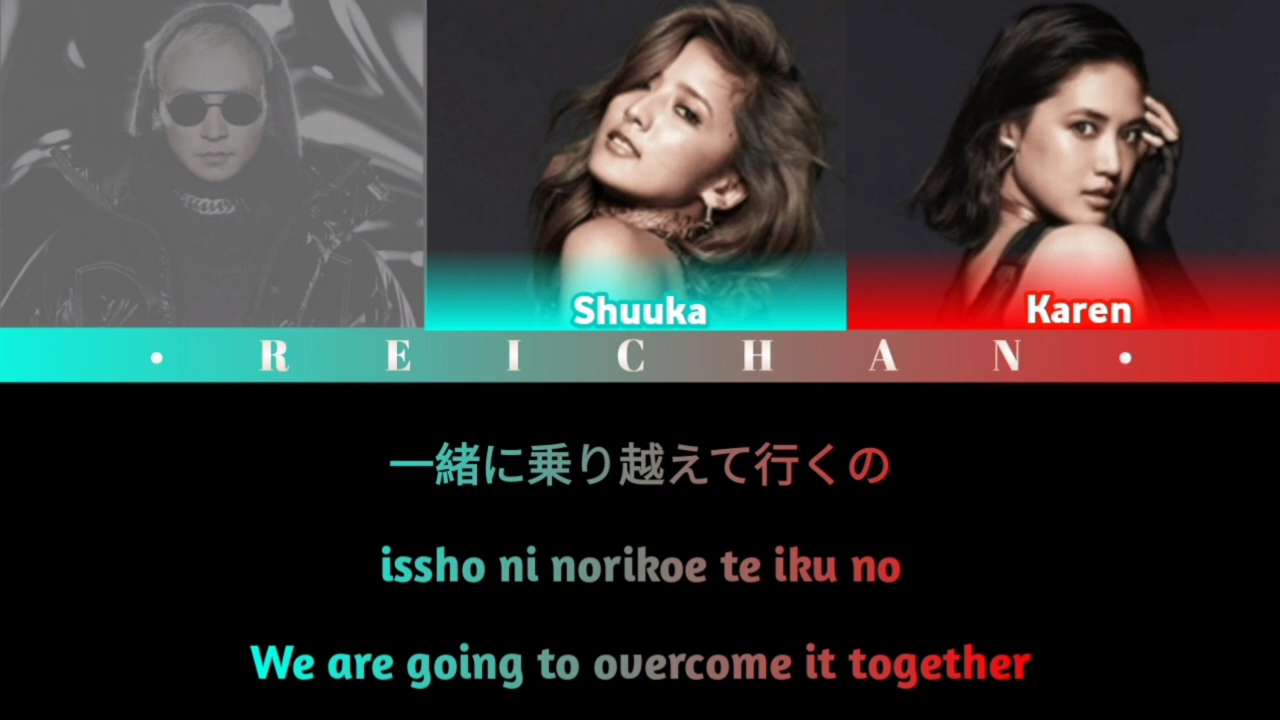 Shuuka
Karen
• R E I C H A N •
一緒に乗り越えて行くの
issho ni norikoe te iku no
We are going to overcome it together